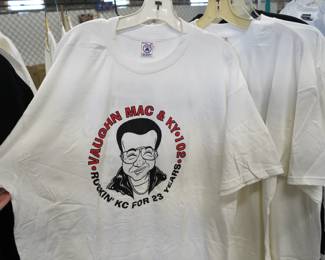 VAUGHN MAC & KY•102
ROCKIN' KC FOR 23 YEARS